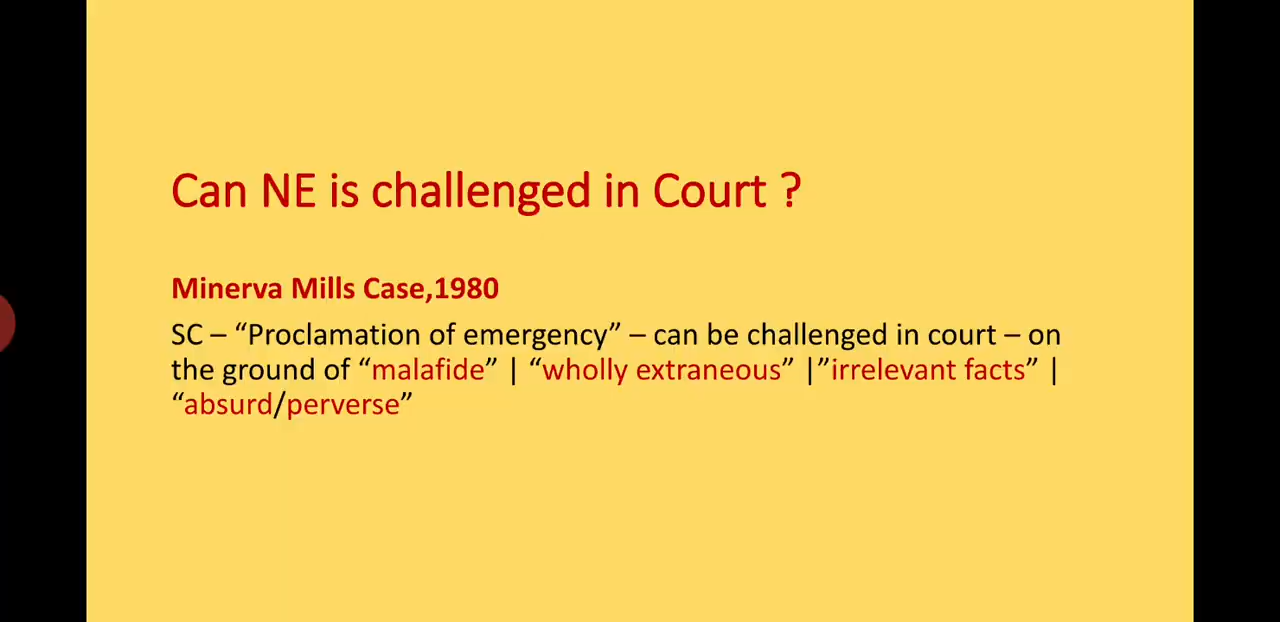 Can NE is challenged in Court ?
Minerva Mills Case,1980
SC – “Proclamation of emergency” – can be challenged in court – on
the ground of “malafide” | “wholly extraneous” |”irrelevant facts” |
“absurd/perverse”